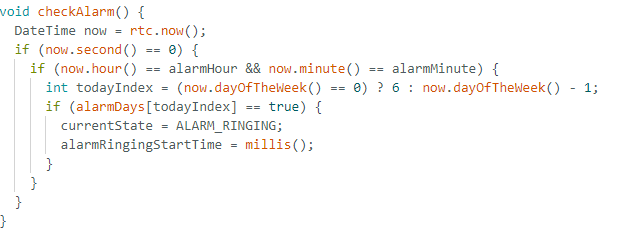 void checkAlarm() {
  DateTime now = rtc.now();
  if (now.second() == 0) {
    if (now.hour() == alarmHour && now.minute() == alarmMinute) {
      int todayIndex = (now.dayOfTheWeek() == 0) ? 6 : now.dayOfTheWeek() - 1;
      if (alarmDays[todayIndex] == true) {
        currentState = ALARM_RINGING;
        alarmRingingStartTime = millis();
      }
    }
  }
}